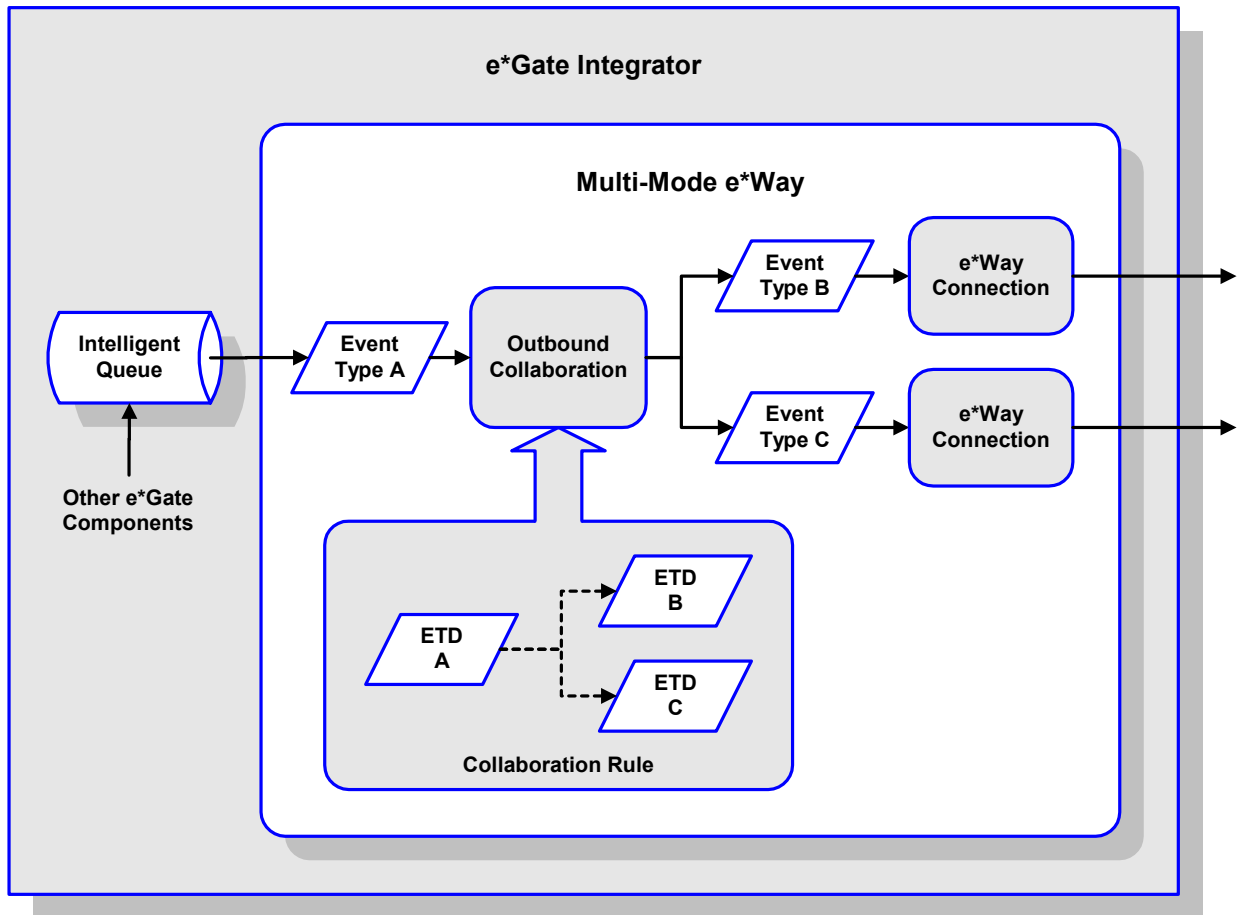 e*Gate Integrator
Multi-Mode e*Way
Intelligent
Queue
Other e*Gate
Components
Event
Type A
Outbound
Collaboration
Event
Type B
e*Way
Connection
Event
Type C
e*Way
Connection
ETD
A
ETD
B
ETD
C
Collaboration Rule